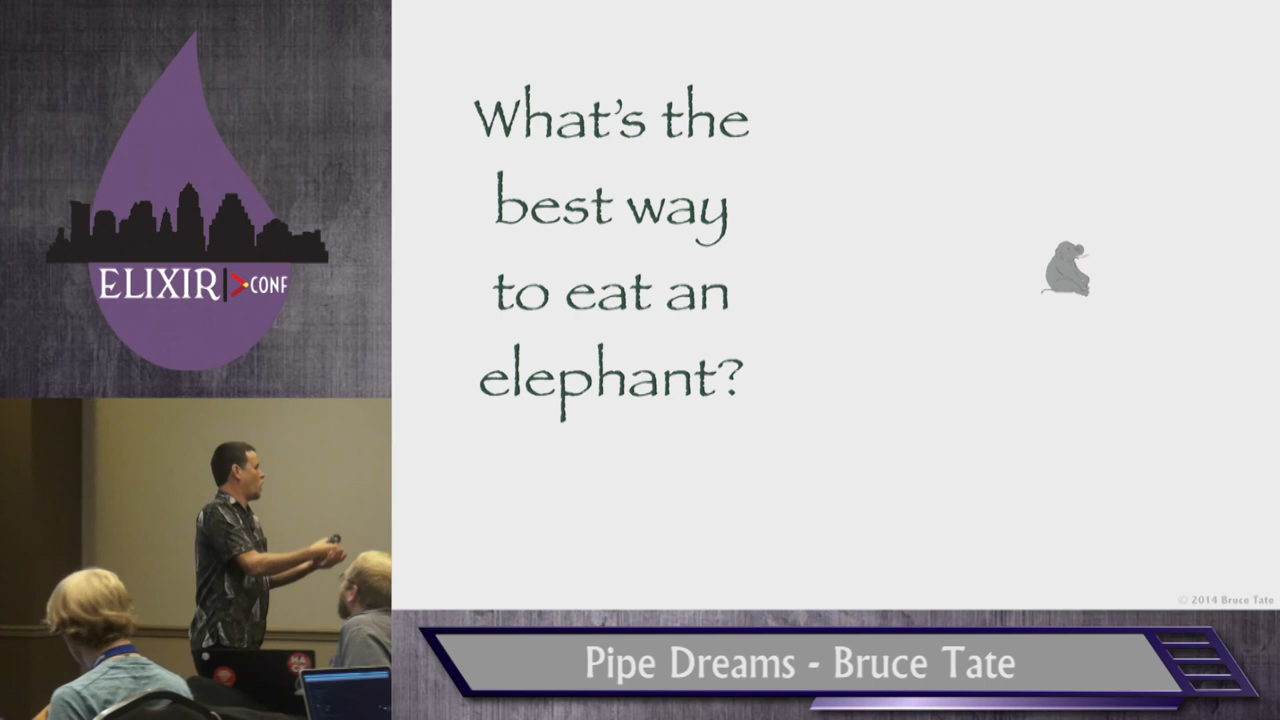 ELIXIR CONF
What's the
best way
to eat an
elephant?
© 2014 Bruce Tate
Pipe Dreams - Bruce Tate